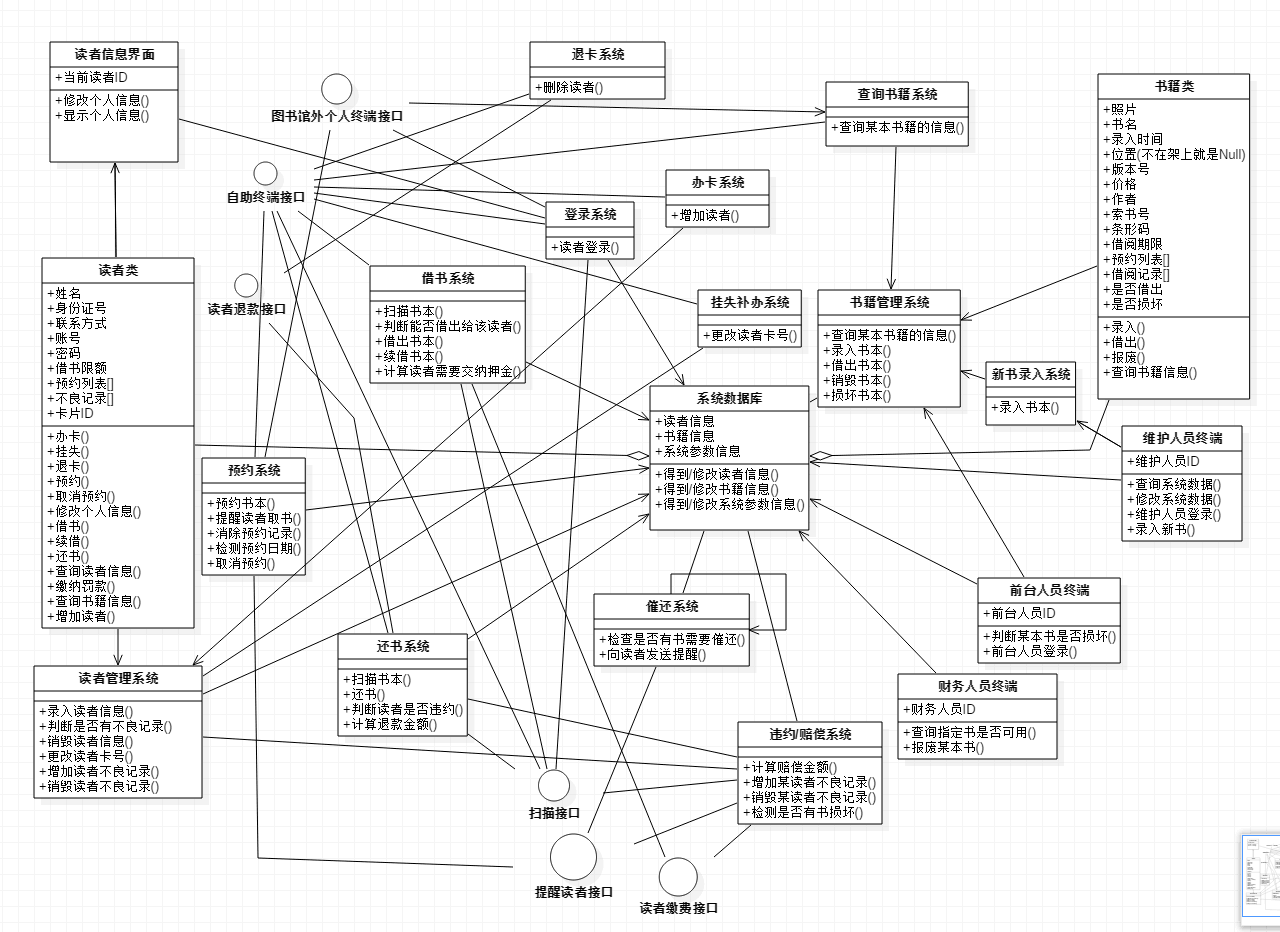 读者信息界面
+当前读者ID
+修改个人信息()
+显示个人信息()
图书馆外个人终端接口
退卡系统
+删除读者()
查询书籍系统
+查询某本书籍的信息()
书籍类
+照片
+书名
+录入时间
+位置(不在架上就是Null)
+版本号
+价格
+作者
+索书号
+条形码
+借阅期限
+预约列表[]
+借阅记录[]
+是否借出
+是否损坏
+录入()
+借出()
+报废()
+查询书籍信息()
自助终端接口
办卡系统
+增加读者()
登录系统
+读者登录()
读者类
+姓名
+身份证号
+联系方式
+账号
+密码
+借书限额
+预约列表[]
+不良记录[]
+卡片ID
+办卡()
+挂失()
+退卡()
+预约()
+取消预约()
+修改个人信息()
+借书()
+续借()
+还书()
+查询读者信息()
+缴纳罚款()
+查询书籍信息()
+增加读者()
读者退款接口
借书系统
+扫描书本()
+判断能否借出给该读者()
+借出书本()
+续借书本()
+计算读者需要交纳押金()
挂失补办系统
+更改读者卡号()
书籍管理系统
+查询某本书籍的信息()
+录入书本()
+借出书本()
+销毁书本()
+损坏书本()
新书录入系统
+录入书本()
系统数据库
+读者信息
+书籍信息
+系统参数信息
+得到/修改读者信息()
+得到/修改书籍信息()
+得到/修改系统参数信息()
维护人员终端
+维护人员ID
+查询系统数据()
+修改系统数据()
+维护人员登录()
+录入新书()
预约系统
+预约书本()
+提醒读者取书()
+消除预约记录()
+检测预约日期()
+取消预约()
前台人员终端
+前台人员ID
+判断某本书是否损坏()
+前台人员登录()
催还系统
+检查是否有书需要催还()
+向读者发送提醒()
还书系统
+扫描书本()
+还书()
+判断读者是否违约()
+计算退款金额()
读者管理系统
+录入读者信息()
+判断是否有不良记录()
+销毁读者信息()
+更改读者卡号()
+增加读者不良记录()
+销毁读者不良记录()
财务人员终端
+财务人员ID
+查询指定书是否可用()
+报废某本书()
违约/赔偿系统
+计算赔偿金额()
+增加某读者不良记录()
+销毁某读者不良记录()
+检测是否有书损坏()
扫描接口
提醒读者接口
读者缴费接口